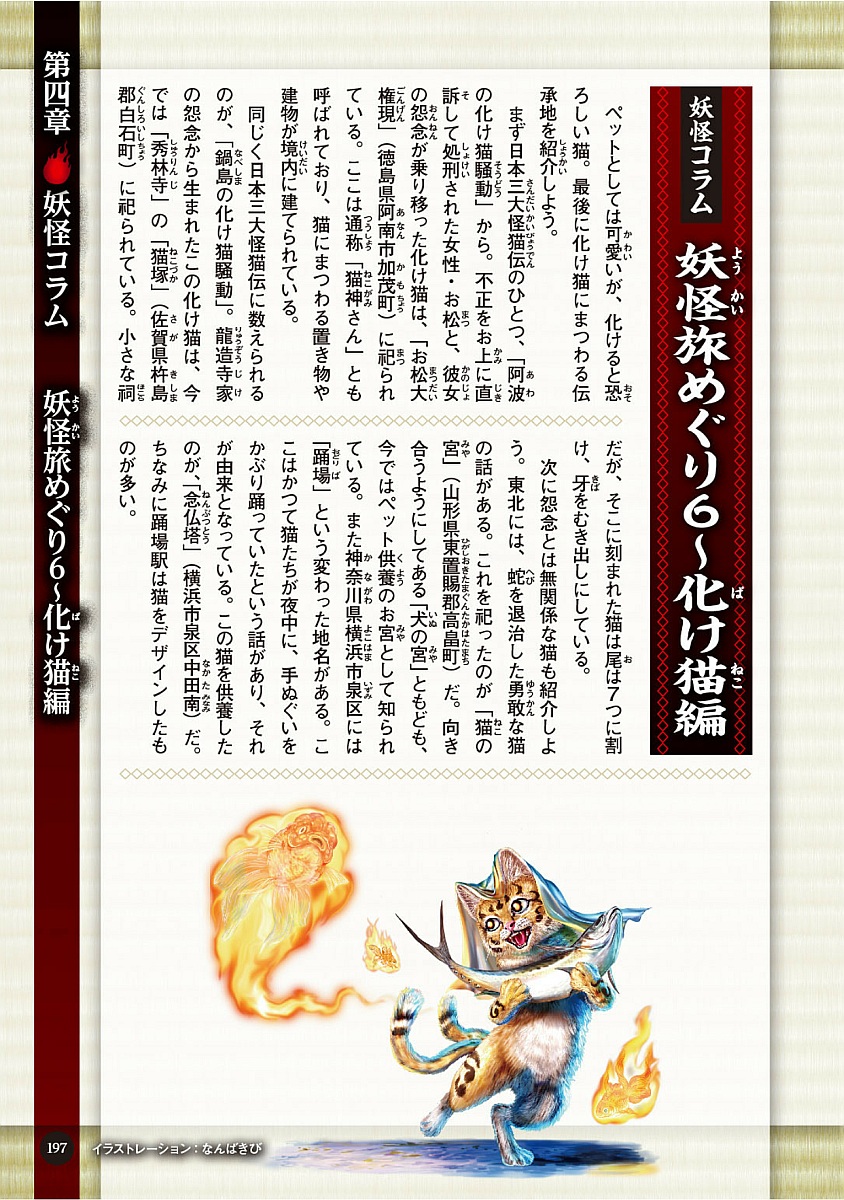 妖怪コラム
妖怪旅めぐり6～化け猫編
ペットとしては可愛いが、化けると恐
ろしい猫。最後に化け猫にまつわる伝
承地を紹介しよう。
まず日本三大怪猫伝のひとつ、「阿波
の化け猫騒動」から。不正をお上に直
訴して処刑された女性・お松と、彼女
の怨念が乗り移った化け猫は、「お松大
権現」（徳島県阿南市加茂町）に祀られ
ている。ここは通称「猫神さん」とも
呼ばれており、猫にまつわる置き物や
建物が境内に建てられている。
同じく日本三大怪猫伝に数えられる
のが、「鍋島の化け猫騒動」。龍造寺家
の怨念から生まれたこの化け猫は、今
では「秀林寺」の「猫塚」（佐賀県杵島
郡白石町）に祀られている。小さな祠
だが、そこに刻まれた猫は尾は7つに割
け、牙をむき出しにしている。
次に怨念とは無関係な猫も紹介しよ
う。東北には、蛇を退治した勇敢な猫
の話がある。これを祀ったのが「猫の
宮」（山形県東置賜郡高畠町）だ。向き
合うようにしてある「犬の宮」ともども、
今ではペット供養のお宮として知られ
ている。また神奈川県横浜市泉区には
「踊場」という変わった地名がある。こ
こはかつて猫たちが夜中に、手ぬぐいを
かぶり踊っていたという話があり、それ
が由来となっている。この猫を供養した
のが、「念仏塔」（横浜市泉区中田南）だ。
ちなみに踊場駅は猫をデザインしたも
のが多い。
第四章 妖怪コラム 妖怪旅めぐり6～化け猫編
197
イラストレーション：なんばきび